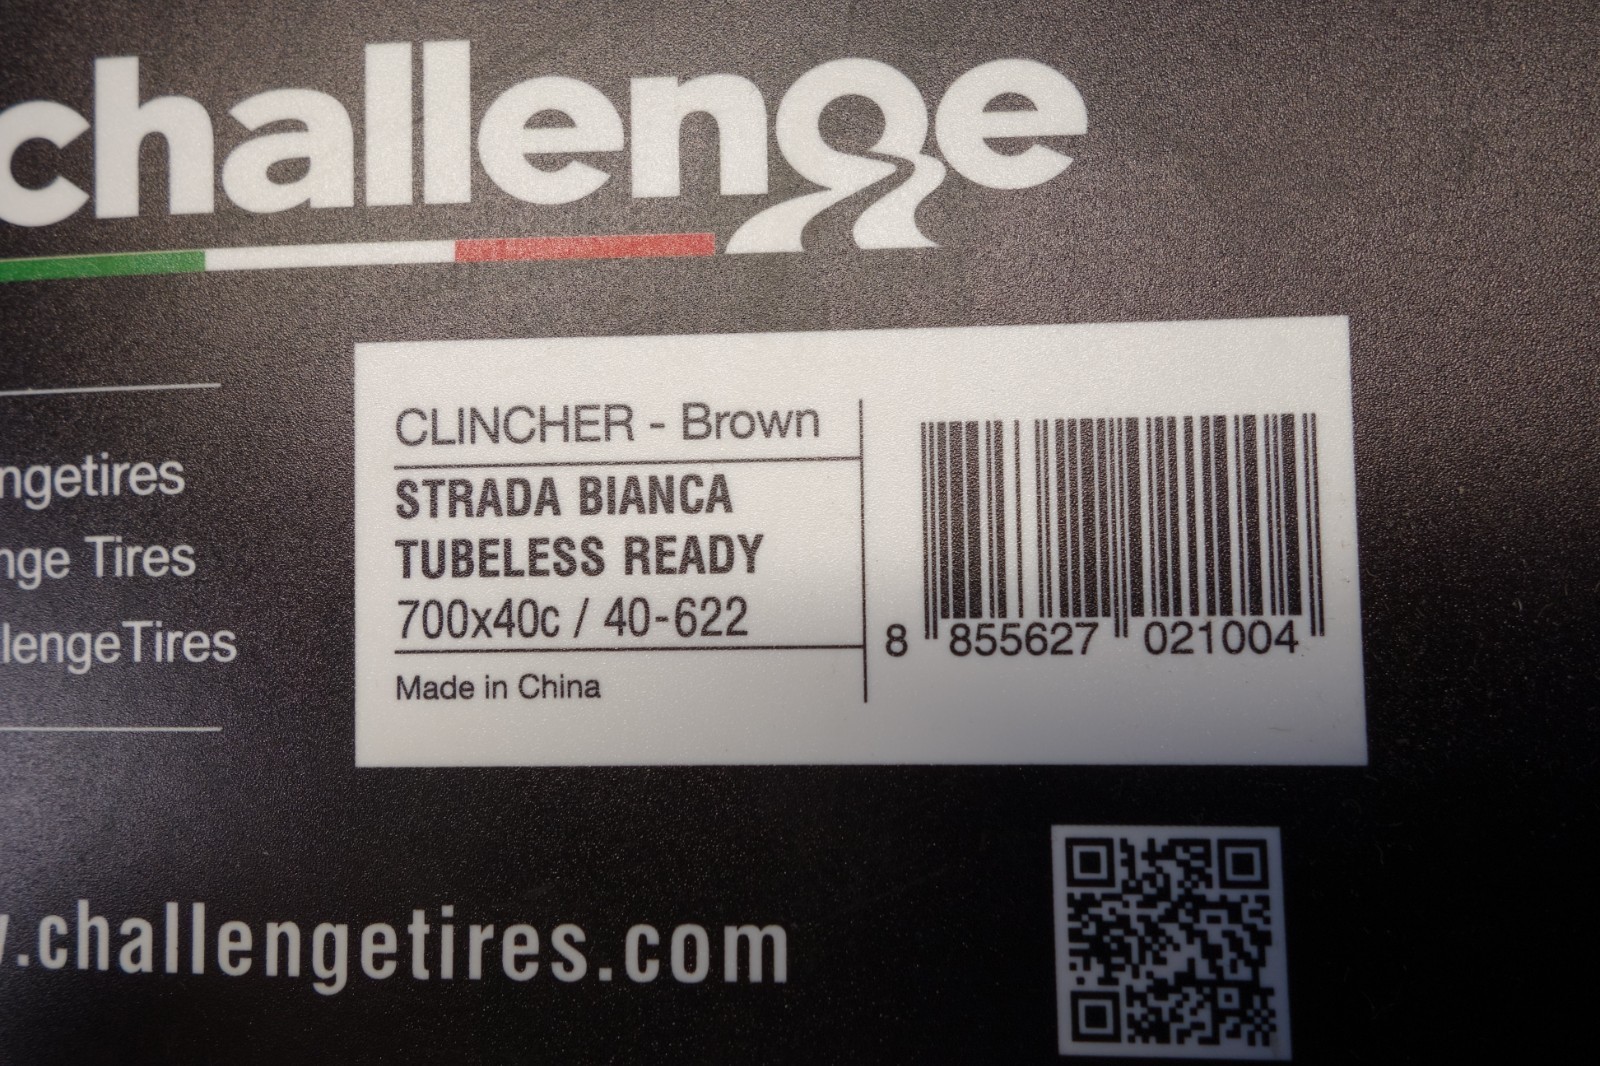 challenge
ngetires
nge Tires
llengeTires
CLINCHER - Brown
STRADA BIANCA
TUBELESS READY
700x40c / 40-622
Made in China
8 855627 021004
.challengetires.com